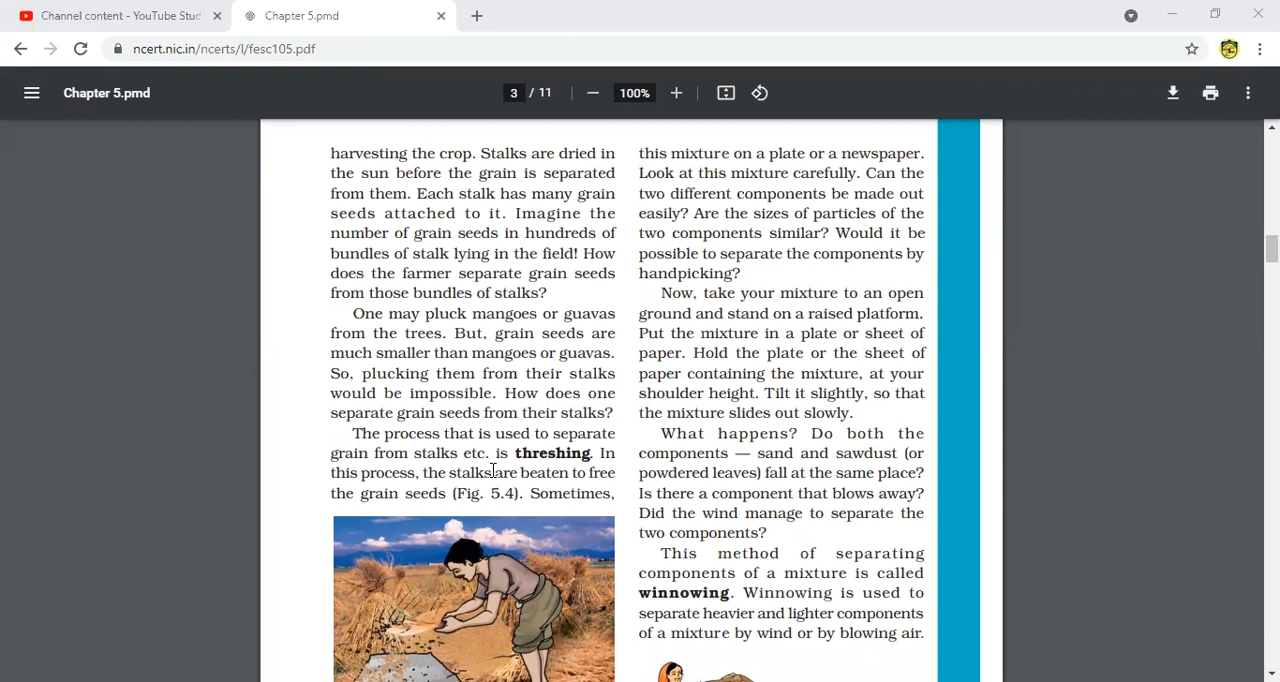 Channel content - YouTube Stud
Chapter 5.pmd
ncert.nic.in/ncerts/l/fesc105.pdf
Chapter 5.pmd
3 / 11
100%
harvesting the crop. Stalks are dried in
the sun before the grain is separated
from them. Each stalk has many grain
seeds attached to it. Imagine the
number of grain seeds in hundreds of
bundles of stalk lying in the field! How
does the farmer separate grain seeds
from those bundles of stalks?
One may pluck mangoes or guavas
from the trees. But, grain seeds are
much smaller than mangoes or guavas.
So, plucking them from their stalks
would be impossible. How does one
separate grain seeds from their stalks?
The process that is used to separate
grain from stalks etc. is threshing. In
this process, the stalks are beaten to free
the grain seeds (Fig. 5.4). Sometimes,
this mixture on a plate or a newspaper.
Look at this mixture carefully. Can the
two different components be made out
easily? Are the sizes of particles of the
two components similar? Would it be
possible to separate the components by
handpicking?
Now, take your mixture to an open
ground and stand on a raised platform.
Put the mixture in a plate or sheet of
paper. Hold the plate or the sheet of
paper containing the mixture, at your
shoulder height. Tilt it slightly, so that
the mixture slides out slowly.
What happens? Do both the
components — sand and sawdust (or
powdered leaves) fall at the same place?
Is there a component that blows away?
Did the wind manage to separate the
two components?
This method of separating
components of a mixture is called
winnowing. Winnowing is used to
separate heavier and lighter components
of a mixture by wind or by blowing air.